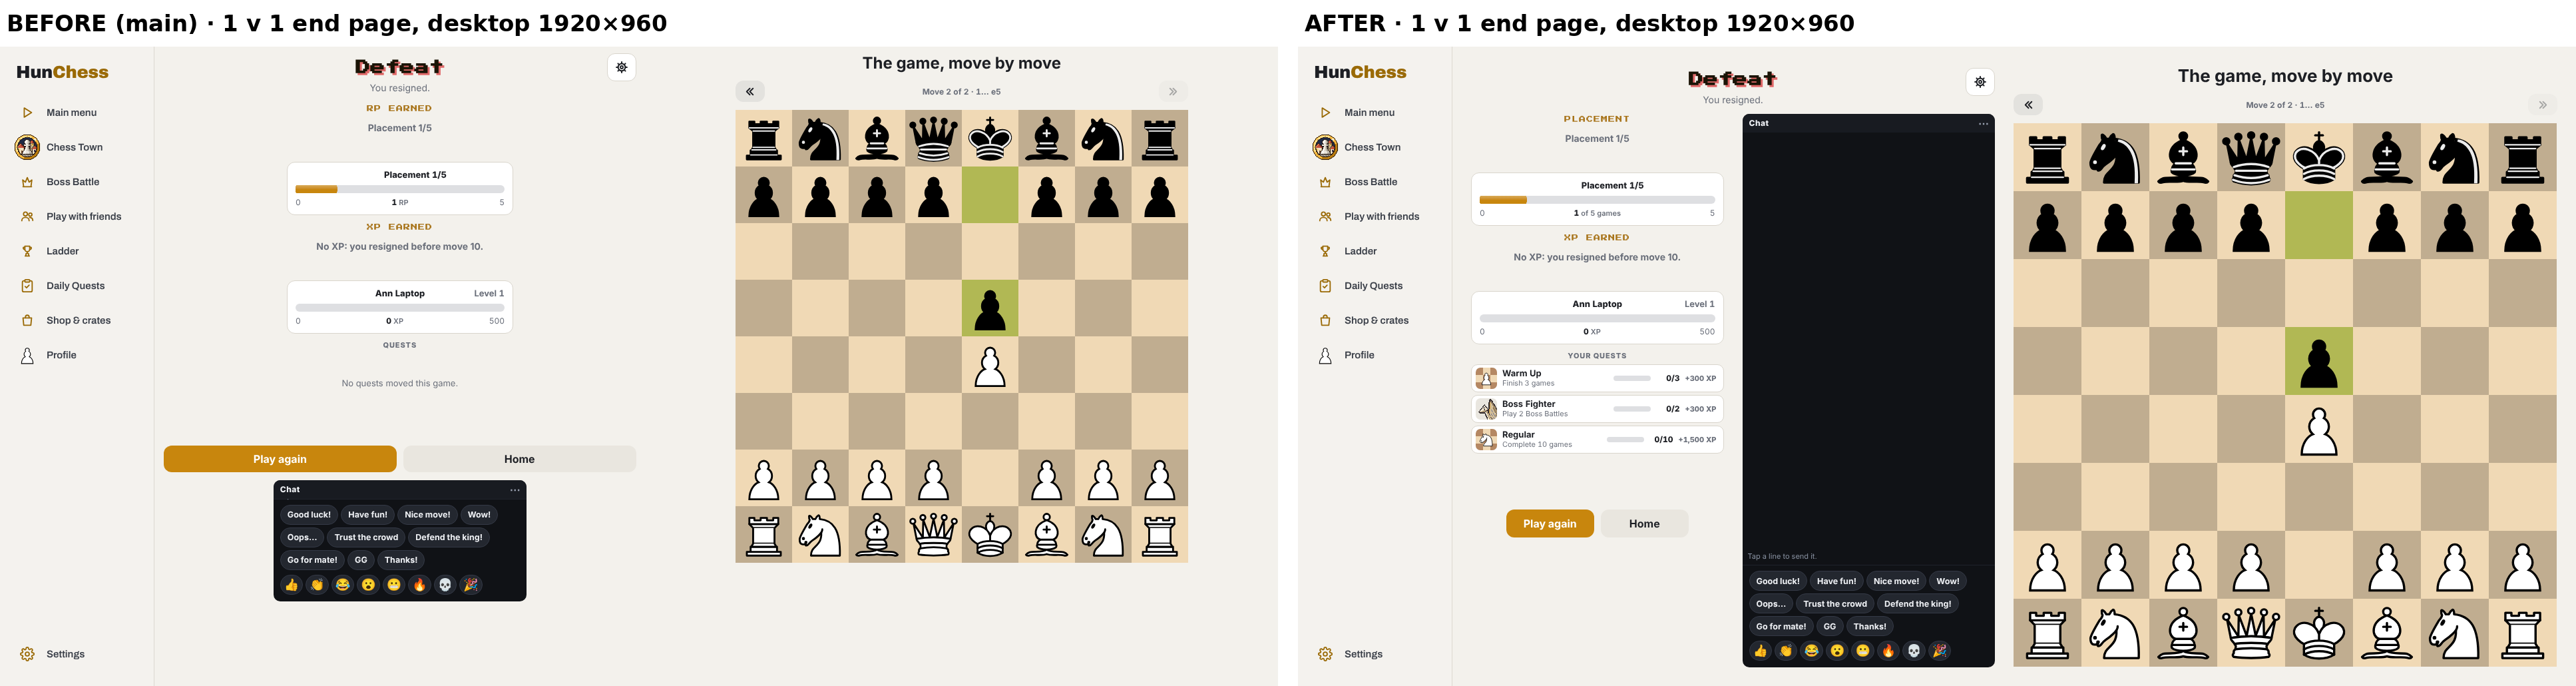 BEFORE (main) · 1 v 1 end page, desktop 1920×960
HunChess
Main menu
Chess Town
Boss Battle
Play with friends
Ladder
Daily Quests
Shop & crates
Profile
Settings
Defeat
You resigned.
RP EARNED
Placement 1/5
Placement 1/5
0 1 RP 5
XP EARNED
No XP: you resigned before move 10.
Ann Laptop Level 1
0 0 XP 500
QUESTS
No quests moved this game.
Play again Home
Chat ...
Good luck! Have fun! Nice move! Wow!
Oops... Trust the crowd Defend the king!
Go for mate! GG Thanks!
The game, move by move
« Move 2 of 2 · 1... e5 »
AFTER · 1 v 1 end page, desktop 1920×960
HunChess
Main menu
Chess Town
Boss Battle
Play with friends
Ladder
Daily Quests
Shop & crates
Profile
Settings
Defeat
You resigned.
PLACEMENT
Placement 1/5
Placement 1/5
0 1 of 5 games 5
XP EARNED
No XP: you resigned before move 10.
Ann Laptop Level 1
0 0 XP 500
YOUR QUESTS
Warm Up 0/3 +300 XP
Finish 3 games
Boss Fighter 0/2 +300 XP
Play 2 Boss Battles
Regular 0/10 +1,500 XP
Complete 10 games
Play again Home
Chat ...
Tap a line to send it.
Good luck! Have fun! Nice move! Wow!
Oops... Trust the crowd Defend the king!
Go for mate! GG Thanks!
The game, move by move
« Move 2 of 2 · 1... e5 »